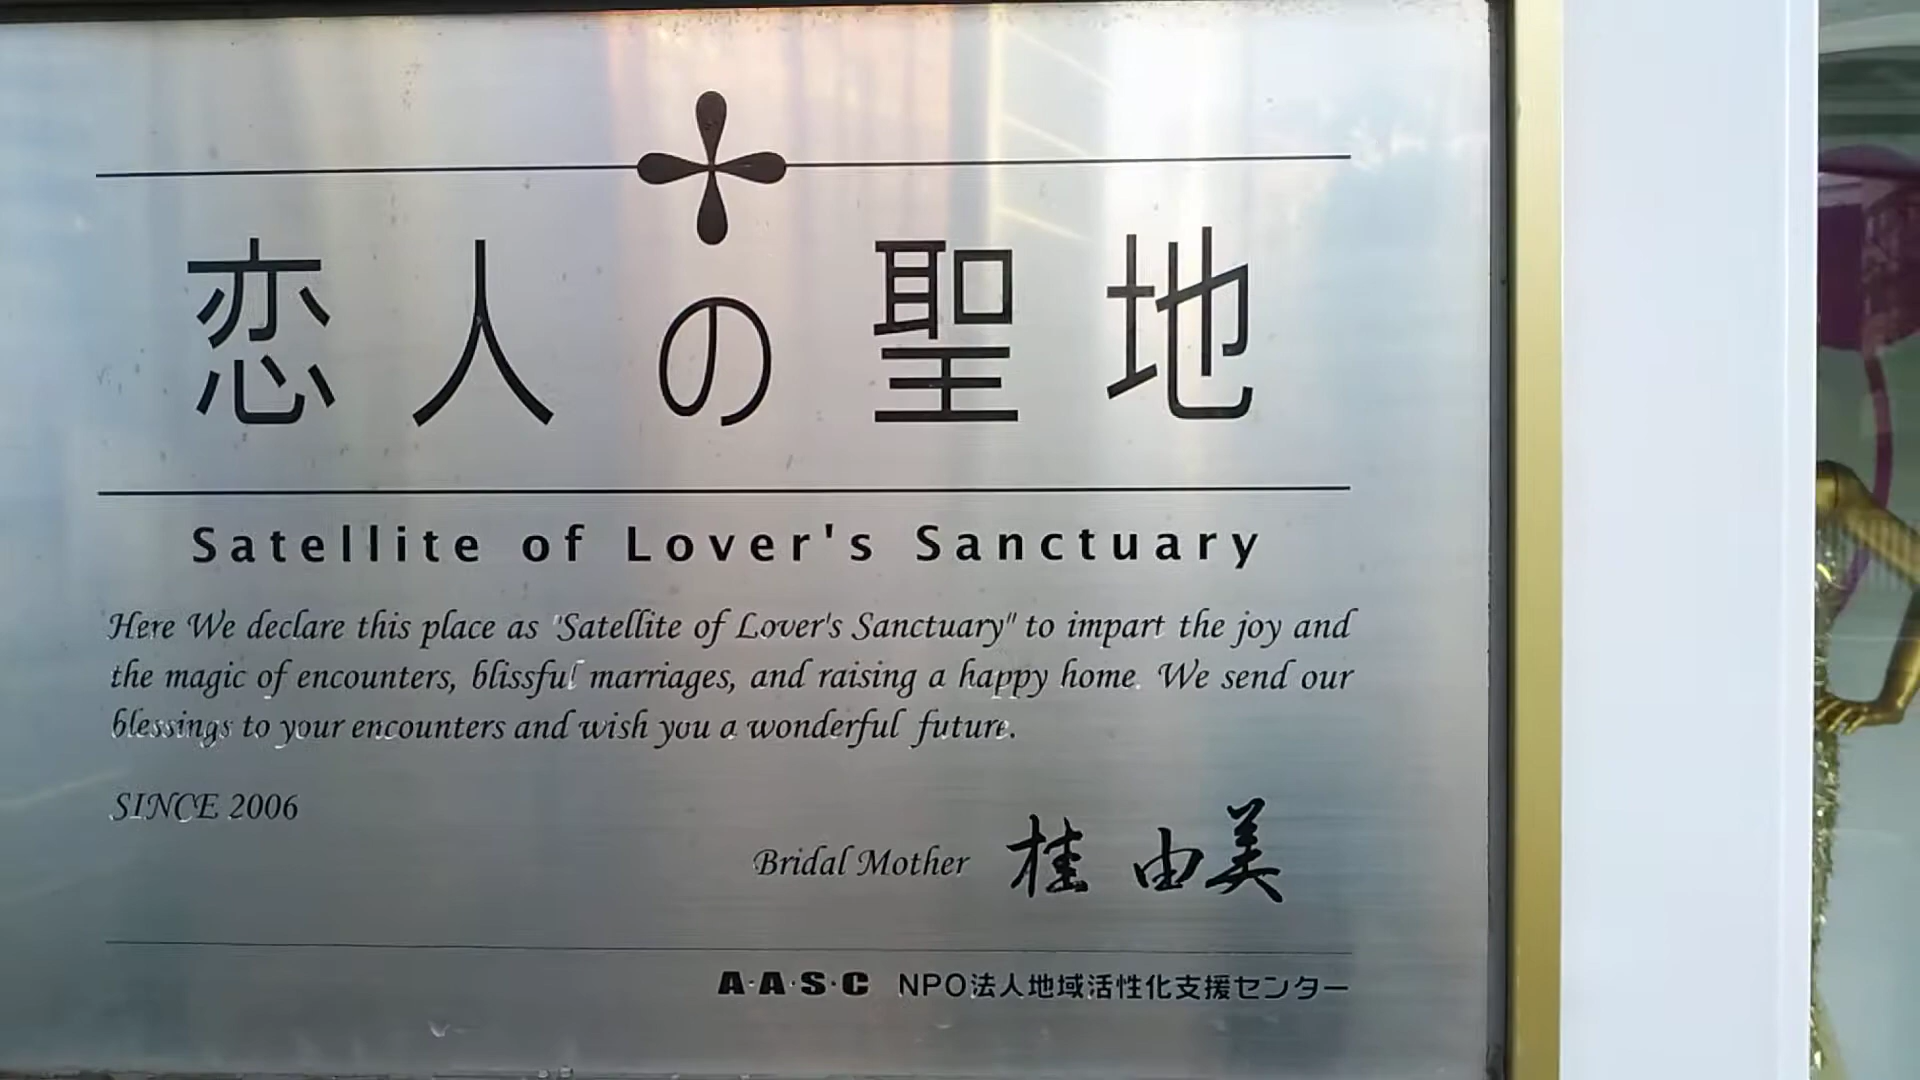 恋人の聖地
Satellite of Lover's Sanctuary
Here We declare this place as "Satellite of Lover's Sanctuary" to impart the joy and
the magic of encounters, blissful marriages, and raising a happy home. We send our
blessings to your encounters and wish you a wonderful future.
SINCE 2006
Bridal Mother 桂 由美
A·A·S·C NPO法人地域活性化支援センター